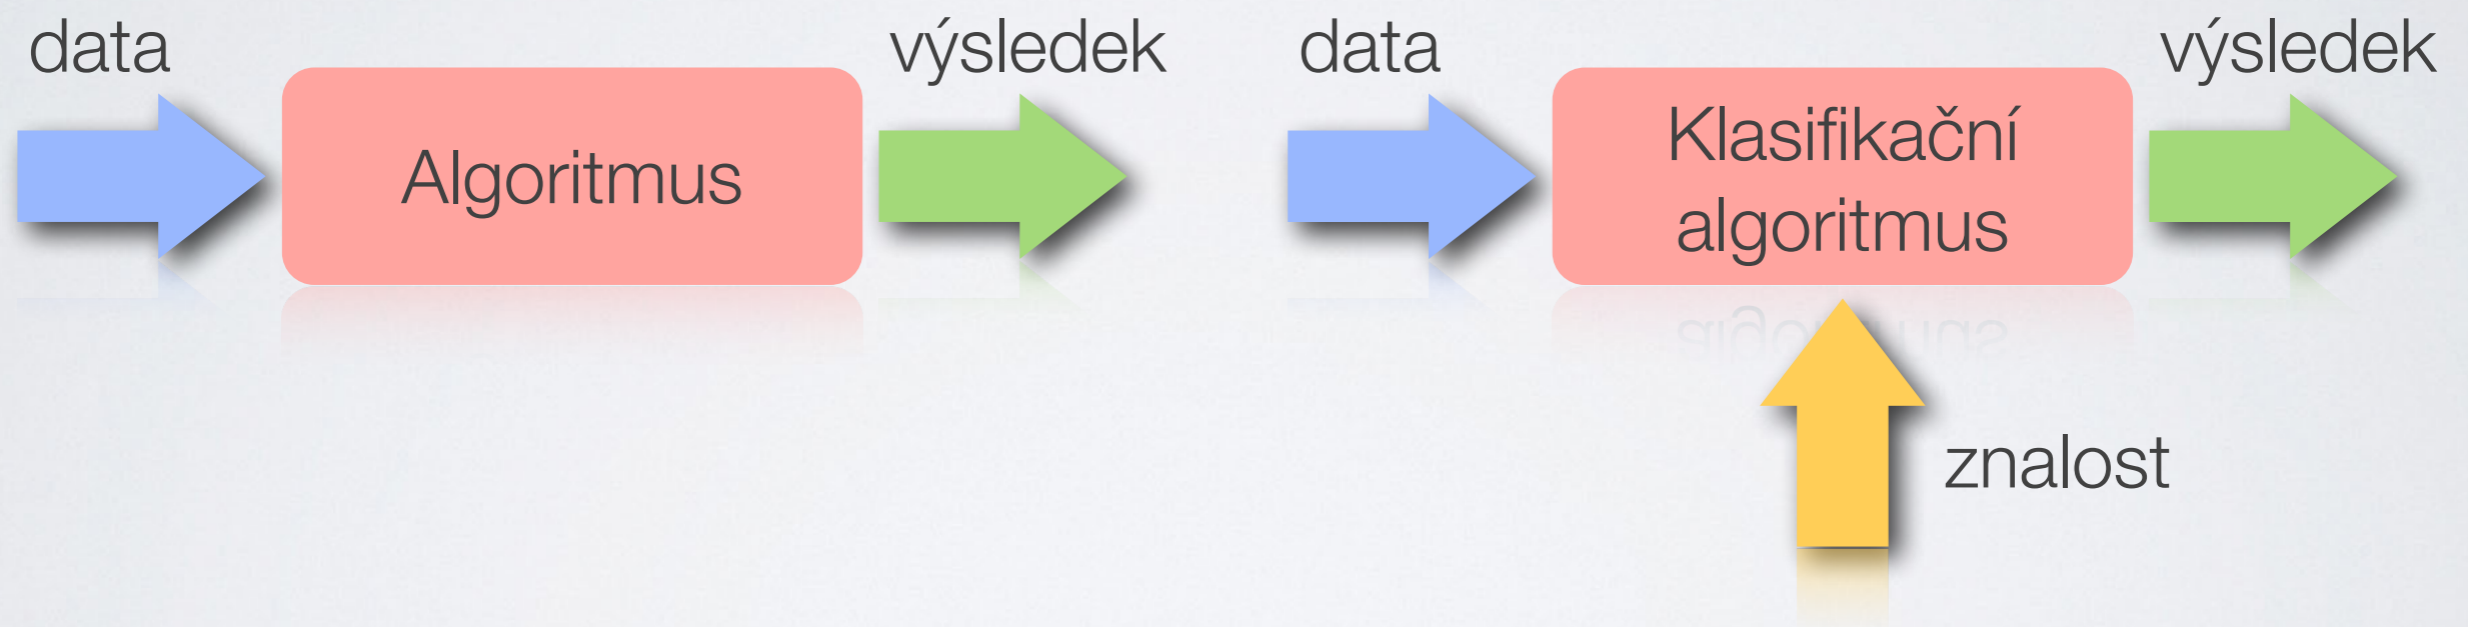 data
výsledek
Algoritmus
data
výsledek
Klasifikační
algoritmus
znalost